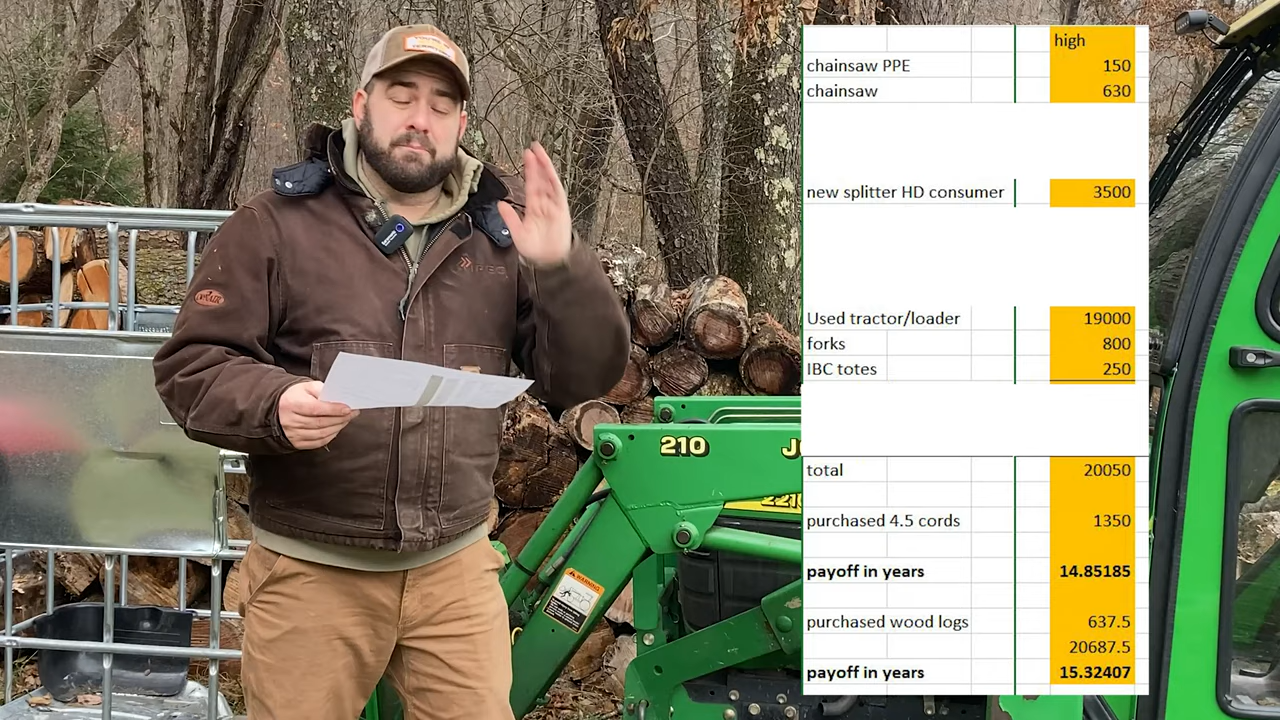 high
chainsaw PPE 150
chainsaw 630
new splitter HD consumer 3500
Used tractor/loader 19000
forks 800
IBC totes 250
total 20050
purchased 4.5 cords 1350
payoff in years 14.85185
purchased wood logs 637.5
20687.5
payoff in years 15.32407
210
WARNING